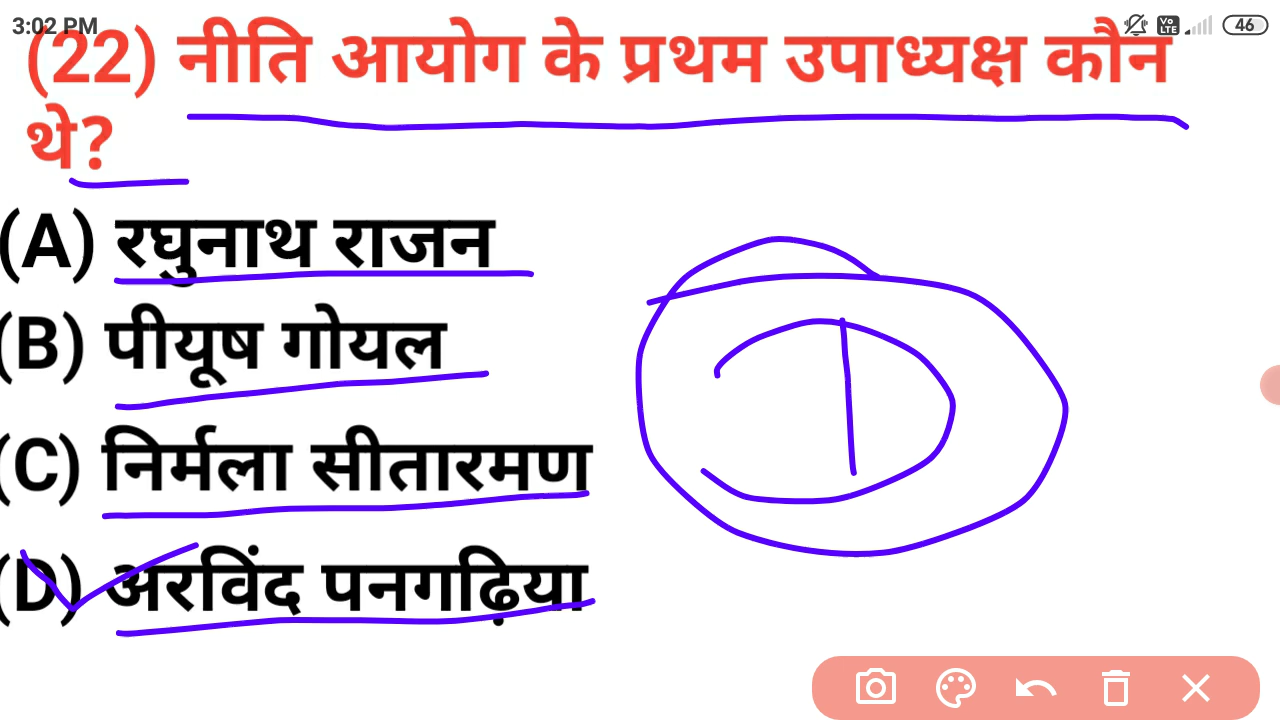 3:02 PM
46
(22) नीति आयोग के प्रथम उपाध्यक्ष कौन
थे?
(A) रघुनाथ राजन
(B) पीयूष गोयल
(C) निर्मला सीतारमण
(D) अरविंद पनगढ़िया
D